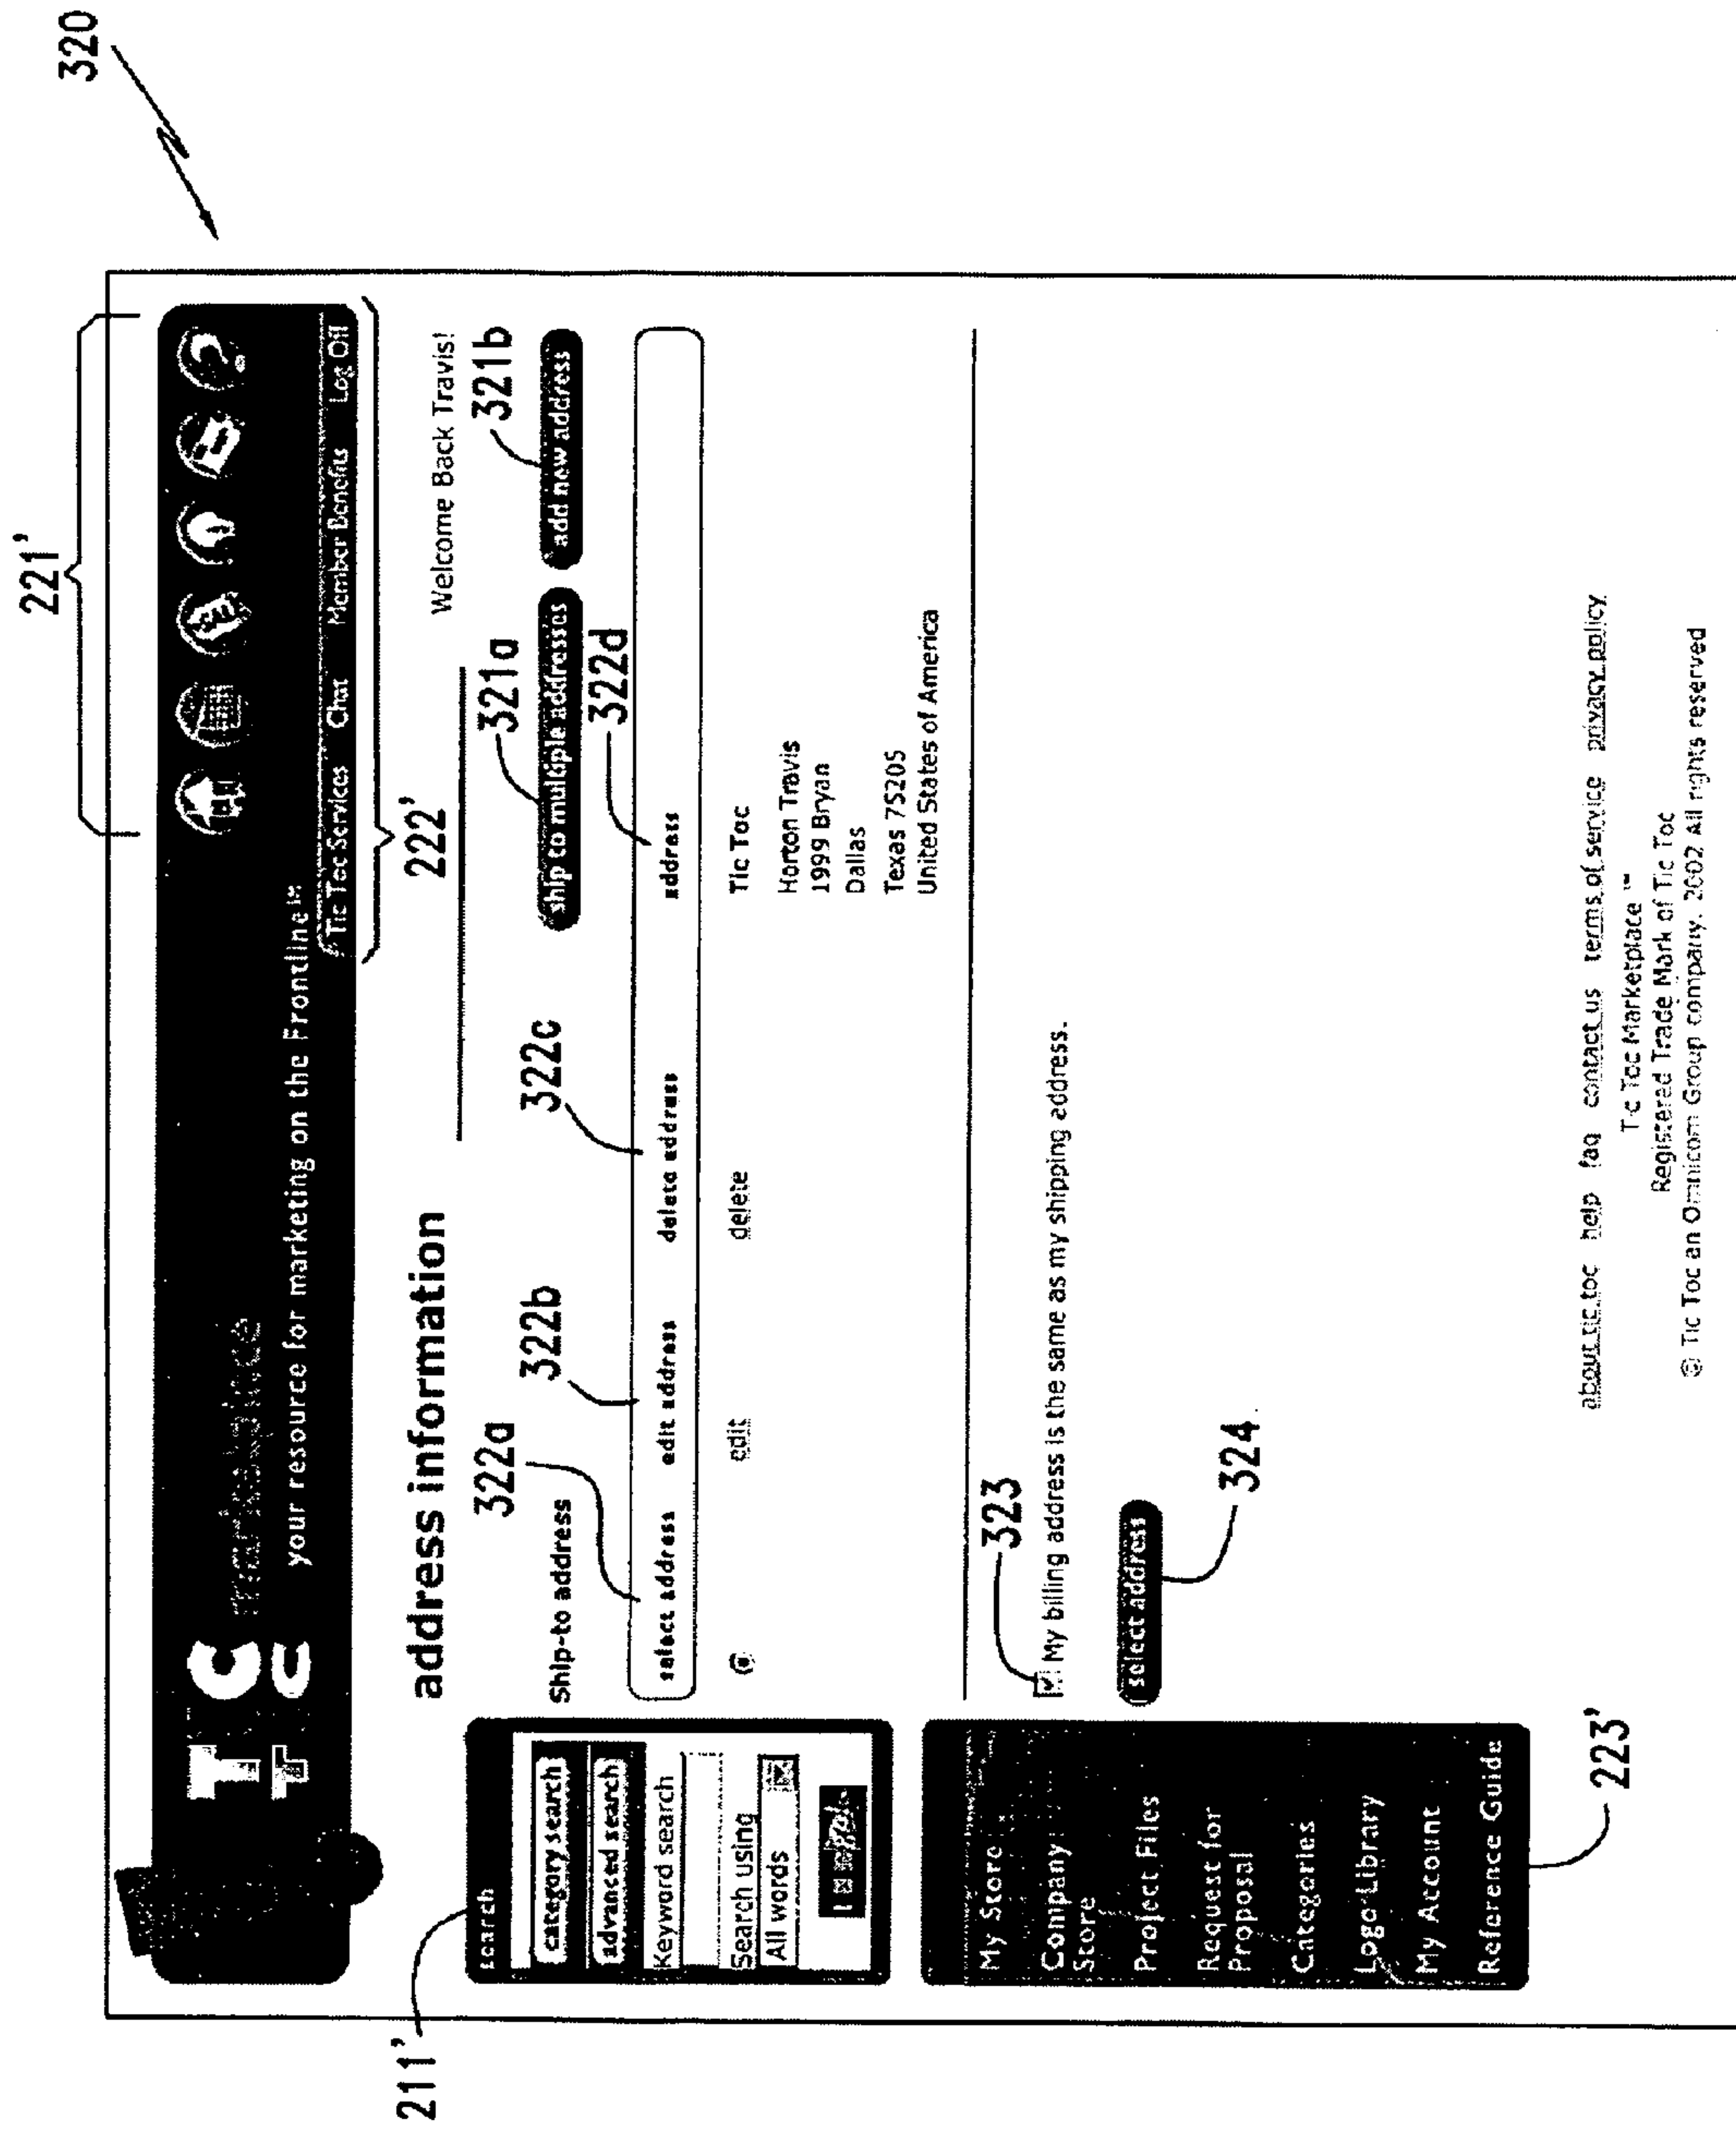 320
221'
TIC
T C
your resource for marketing on the Frontline™
Tic Toc Services Chat Member Benefits Log Off
222'
address information
Welcome Back Travis!
211'
search
category search
advanced search
Keyword search
Search using
All words
322a
322b
322c
321a
321b
Ship-to address
ship to multiple addresses
add new address
322d
select address edit address delete address address
edit delete Tic Toc
Horton Travis
1999 Bryan
Dallas
Texas 75205
United States of America
323
My billing address is the same as my shipping address.
select address
324
My Store
Company
Store
Project Files
Request for
Proposal
Categories
Logo Library
My Account
Reference Guide
223'
about tic toc help faq contact us terms of service privacy policy
Tic Toc Marketplace™
Registered Trade Mark of Tic Toc
© Tic Toc an Omnicom Group company. 2002 All rights reserved